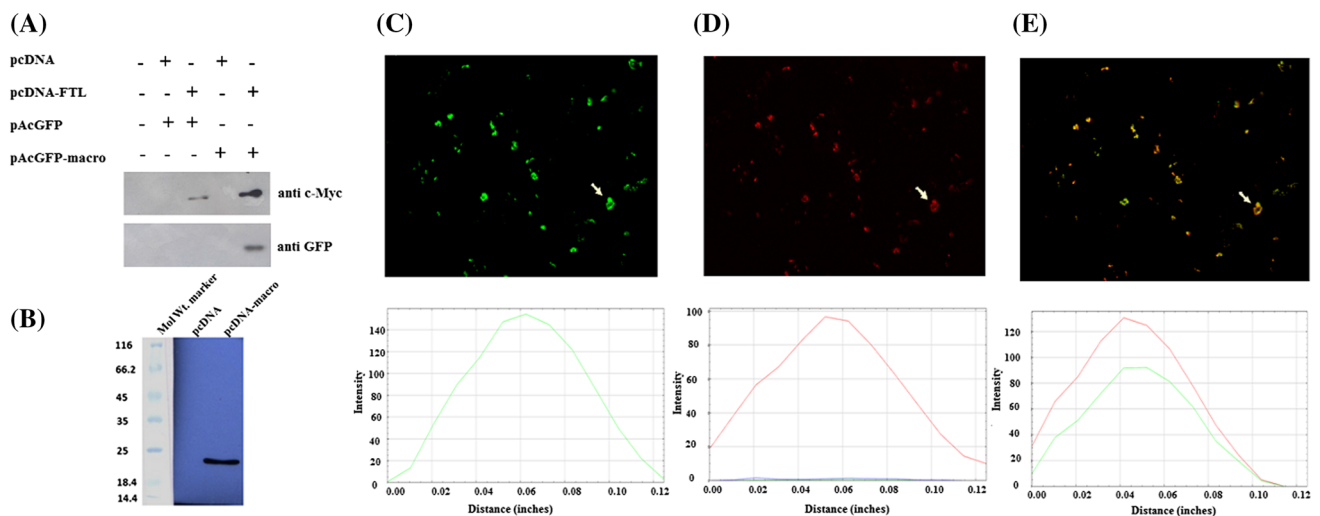 (A)
pcDNA - + - + -
pcDNA-FTL - - + - +
pAcGFP - + + - -
pAcGFP-macro - - - + +
anti c-Myc
anti GFP
(B)
Mol Wt. marker
pcDNA
pcDNA-macro
116
66.2
45
35
25
18.4
14.4
(C)
Intensity
140
120
100
80
60
40
20
0
0.00 0.02 0.04 0.06 0.08 0.10 0.12
Distance (inches)
(D)
Intensity
100
80
60
40
20
0
0.00 0.02 0.04 0.06 0.08 0.10 0.12
Distance (inches)
(E)
Intensity
120
100
80
60
40
20
0
0.00 0.02 0.04 0.06 0.08 0.10 0.12
Distance (inches)